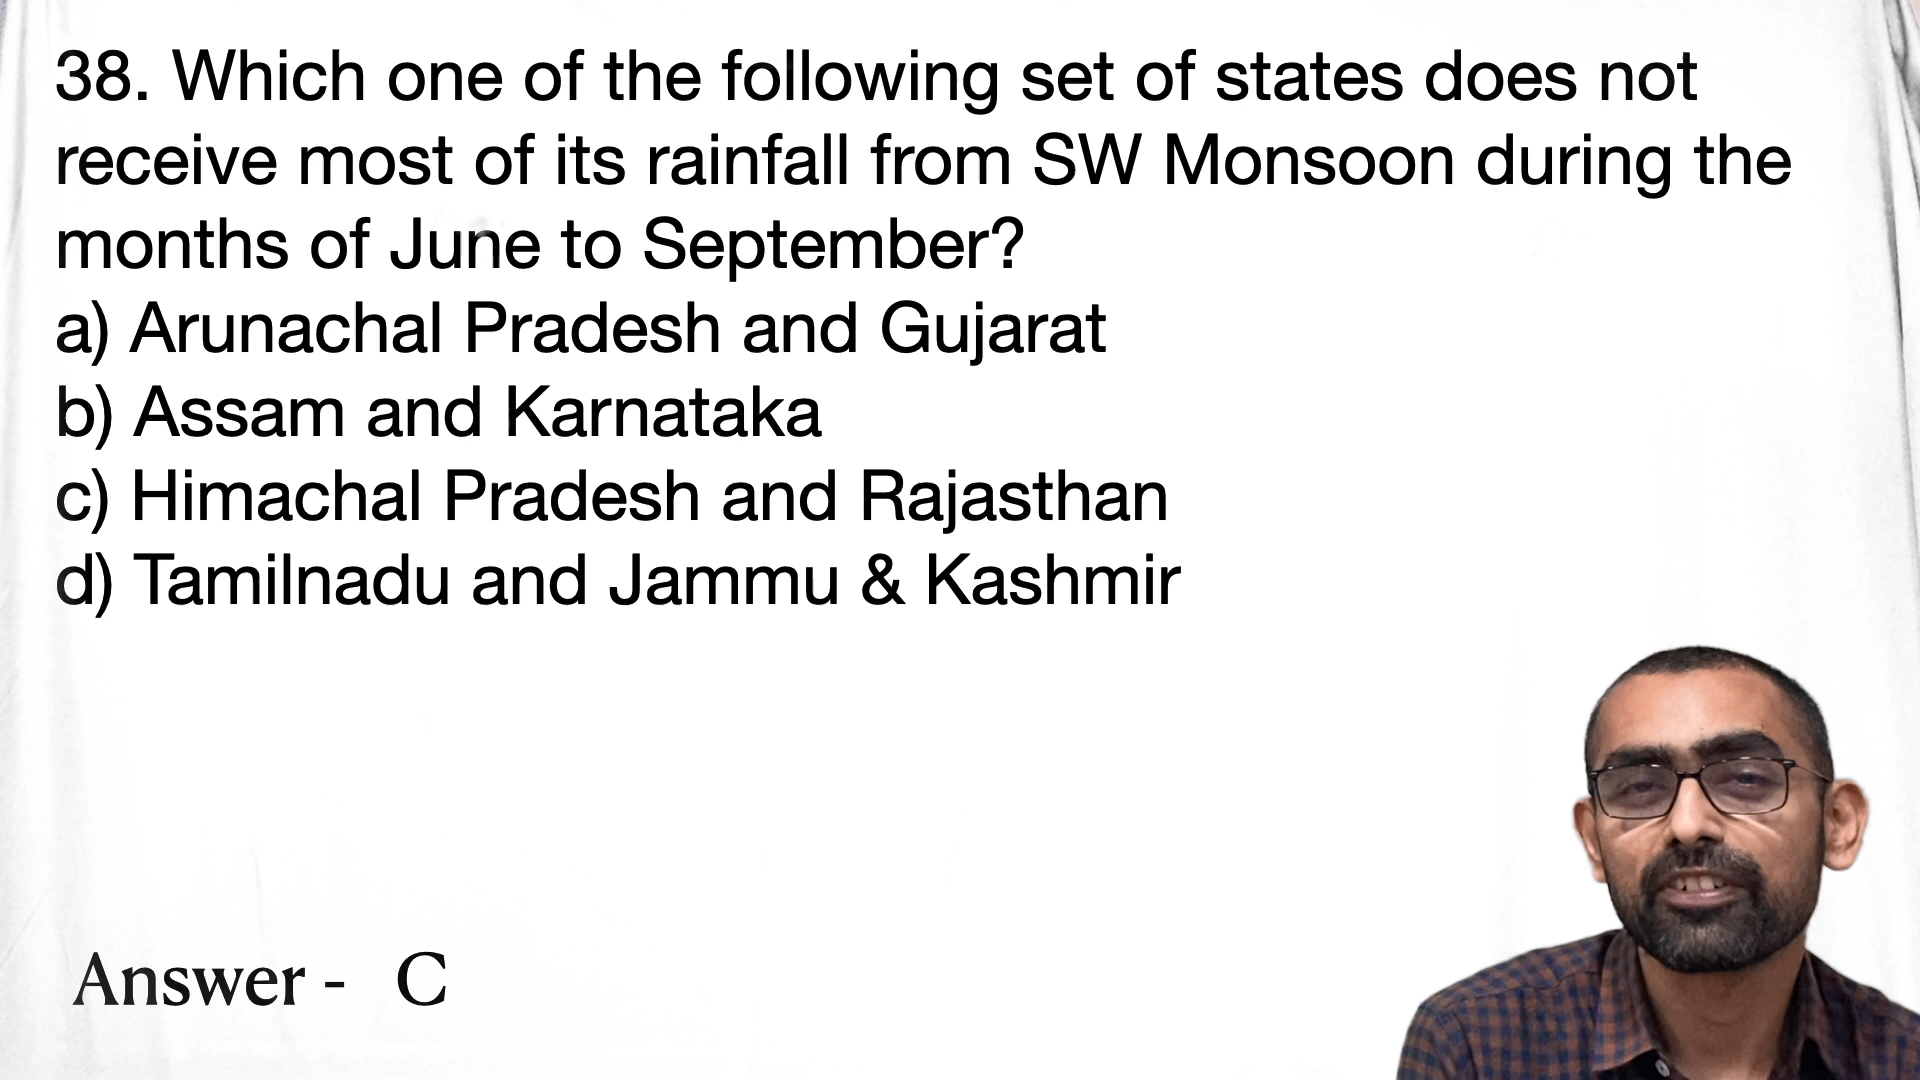 38. Which one of the following set of states does not
receive most of its rainfall from SW Monsoon during the
months of June to September?
a) Arunachal Pradesh and Gujarat
b) Assam and Karnataka
c) Himachal Pradesh and Rajasthan
d) Tamilnadu and Jammu & Kashmir
Answer - C